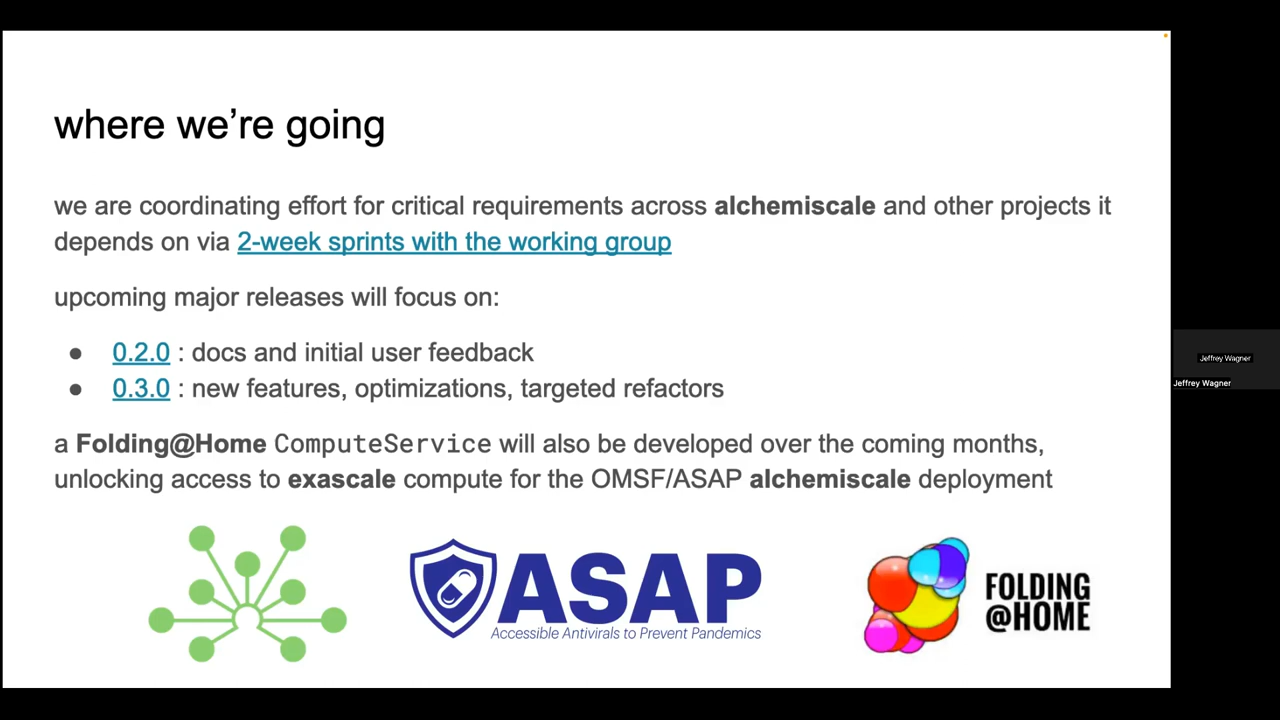 where we’re going
we are coordinating effort for critical requirements across alchemiscale and other projects it
depends on via 2-week sprints with the working group
upcoming major releases will focus on:
● 0.2.0 : docs and initial user feedback
● 0.3.0 : new features, optimizations, targeted refactors
a Folding@Home ComputeService will also be developed over the coming months,
unlocking access to exascale compute for the OMSF/ASAP alchemiscale deployment
ASAP
Accessible Antivirals to Prevent Pandemics
FOLDING
@HOME
Jeffrey Wagner
Jeffrey Wagner